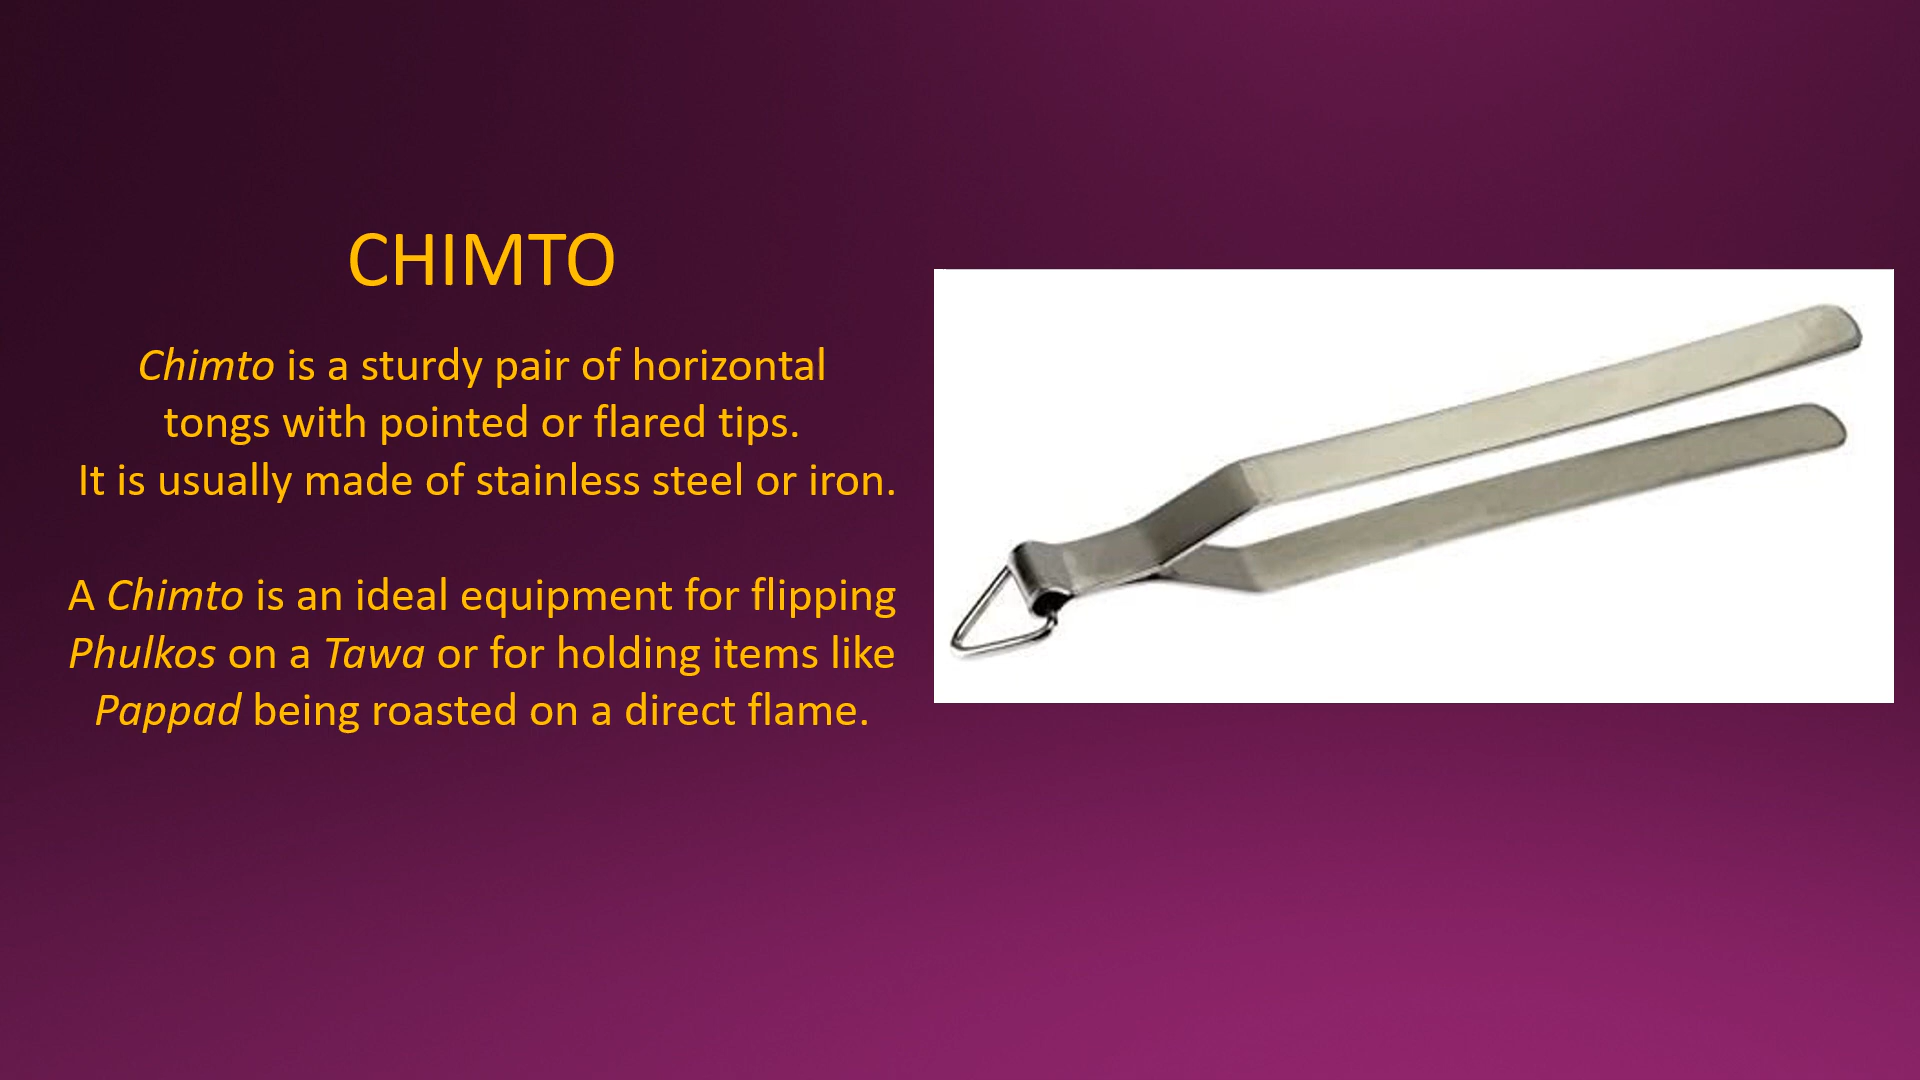 CHIMTO
Chimto is a sturdy pair of horizontal
tongs with pointed or flared tips.
It is usually made of stainless steel or iron.
A Chimto is an ideal equipment for flipping
Phulkos on a Tawa or for holding items like
Pappad being roasted on a direct flame.